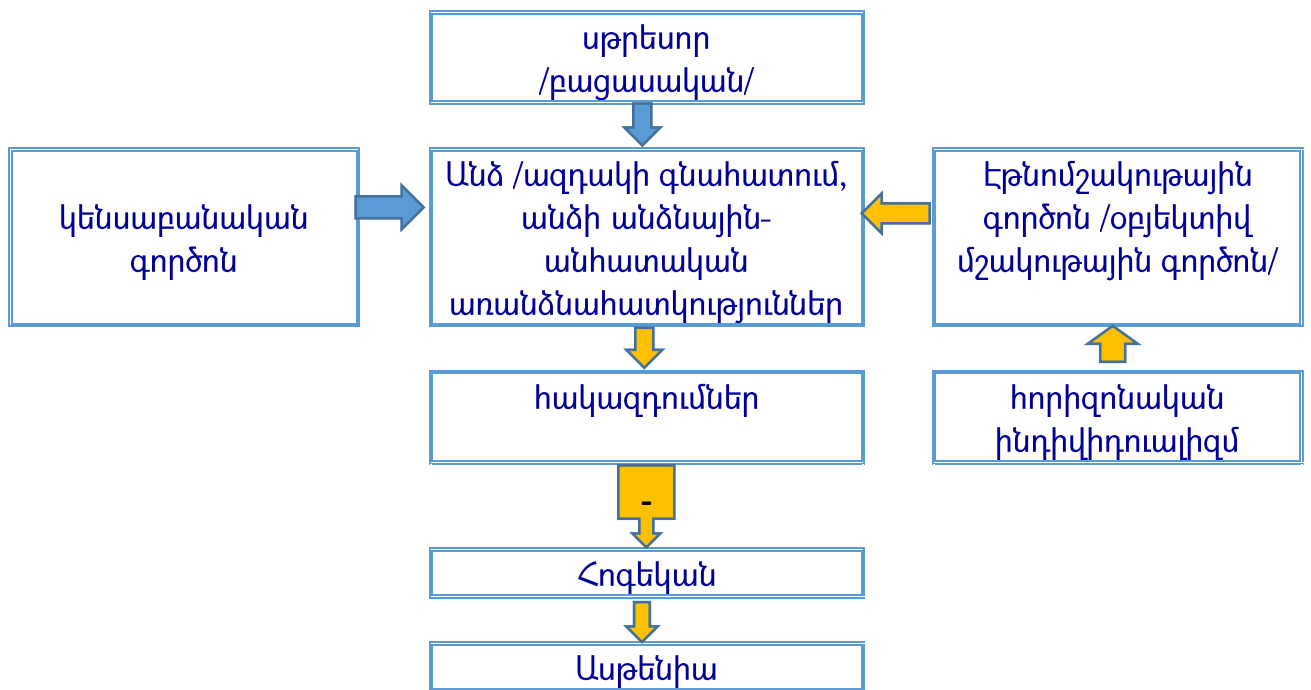 սթրեսոր
/բացասական/
կենսաբանական
գործոն
Անձ /ազդակի գնահատում,
անձի անձնային-
անհատական
առանձնահատկություններ
Էթնոմշակութային
գործոն /օբյեկտիվ
մշակութային գործոն/
հակազդումներ
հորիզոնական
ինդիվիդուալիզմ
-
Հոգեկան
Ասթենիա